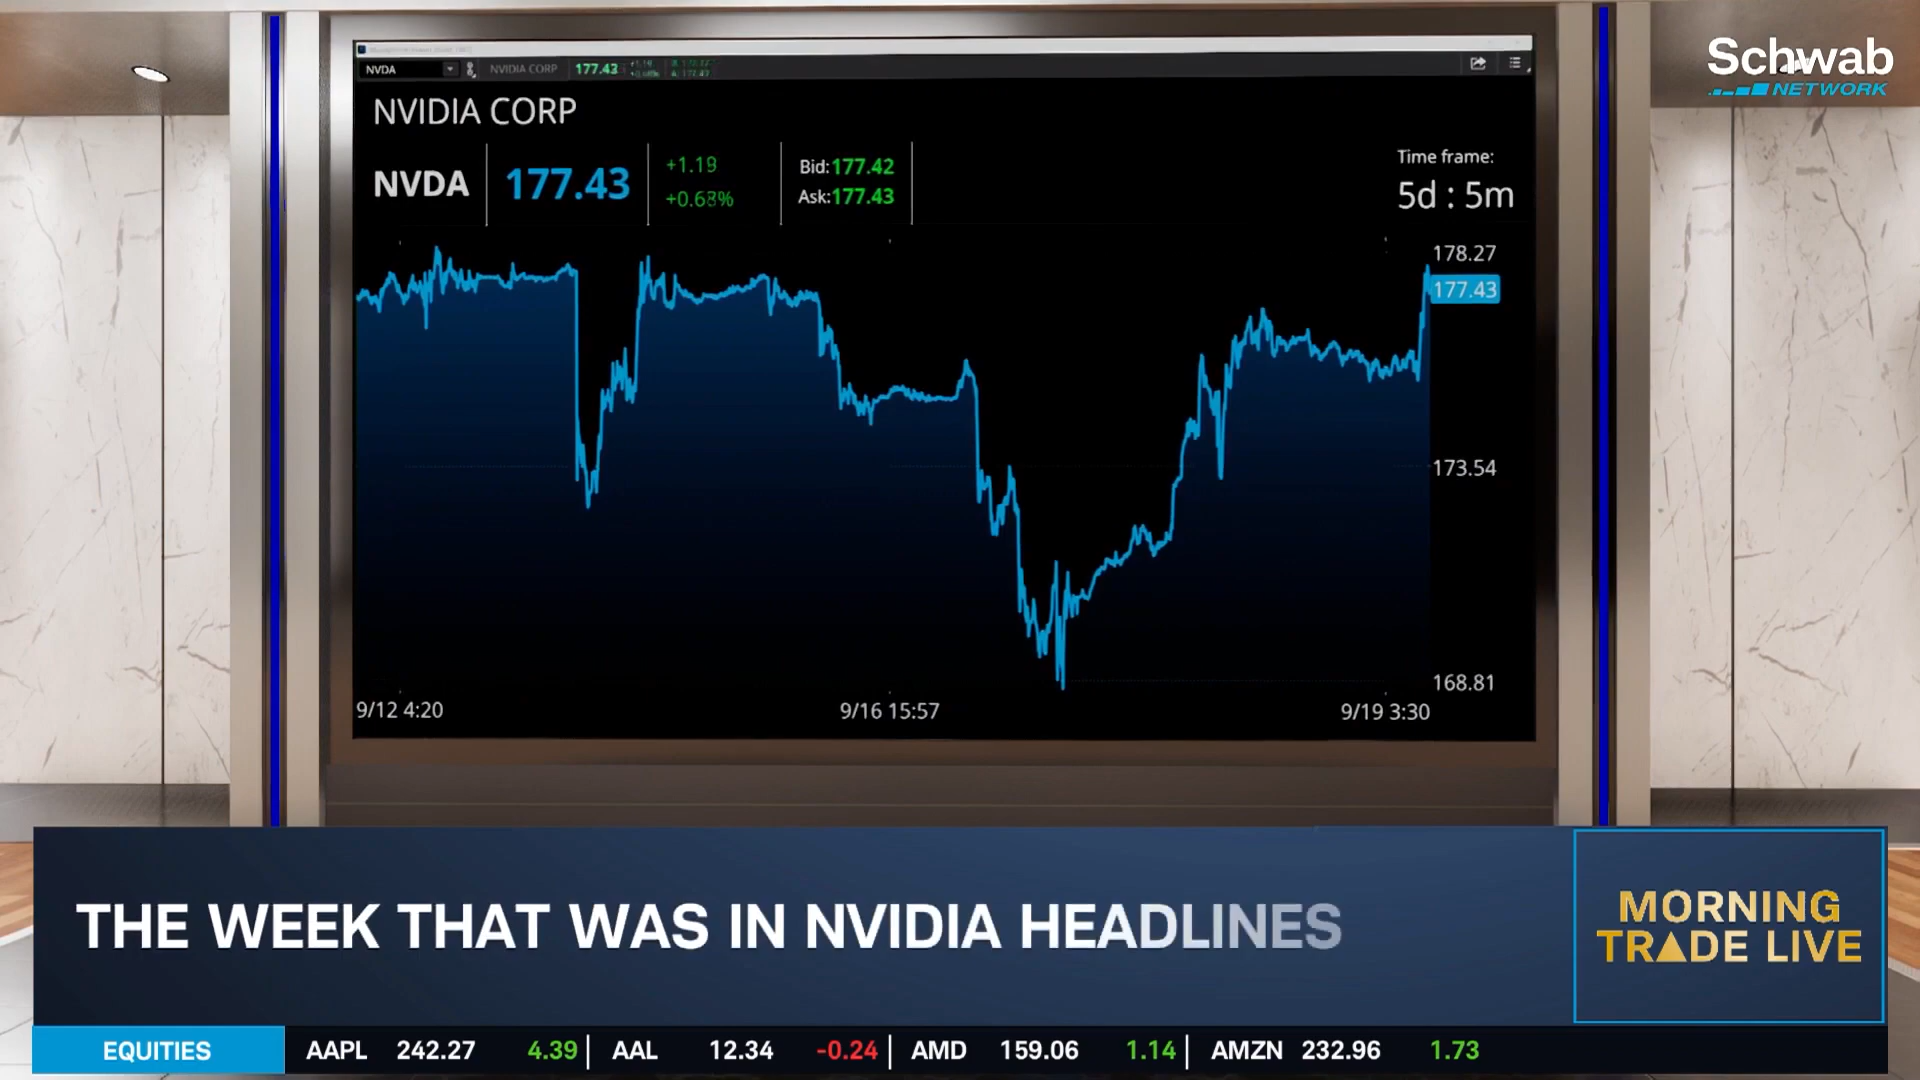 Schwab
NETWORK
NVDA NVIDIA CORP 177.43
NVIDIA CORP
NVDA 177.43
+1.19
+0.68%
Bid:177.42
Ask:177.43
Time frame:
5d : 5m
178.27
177.43
173.54
168.81
9/12 4:20 9/16 15:57 9/19 3:30
THE WEEK THAT WAS IN NVIDIA HEADLINES
MORNING
TRADE LIVE
EQUITIES AAPL 242.27 4.39 AAL 12.34 -0.24 AMD 159.06 1.14 AMZN 232.96 1.73